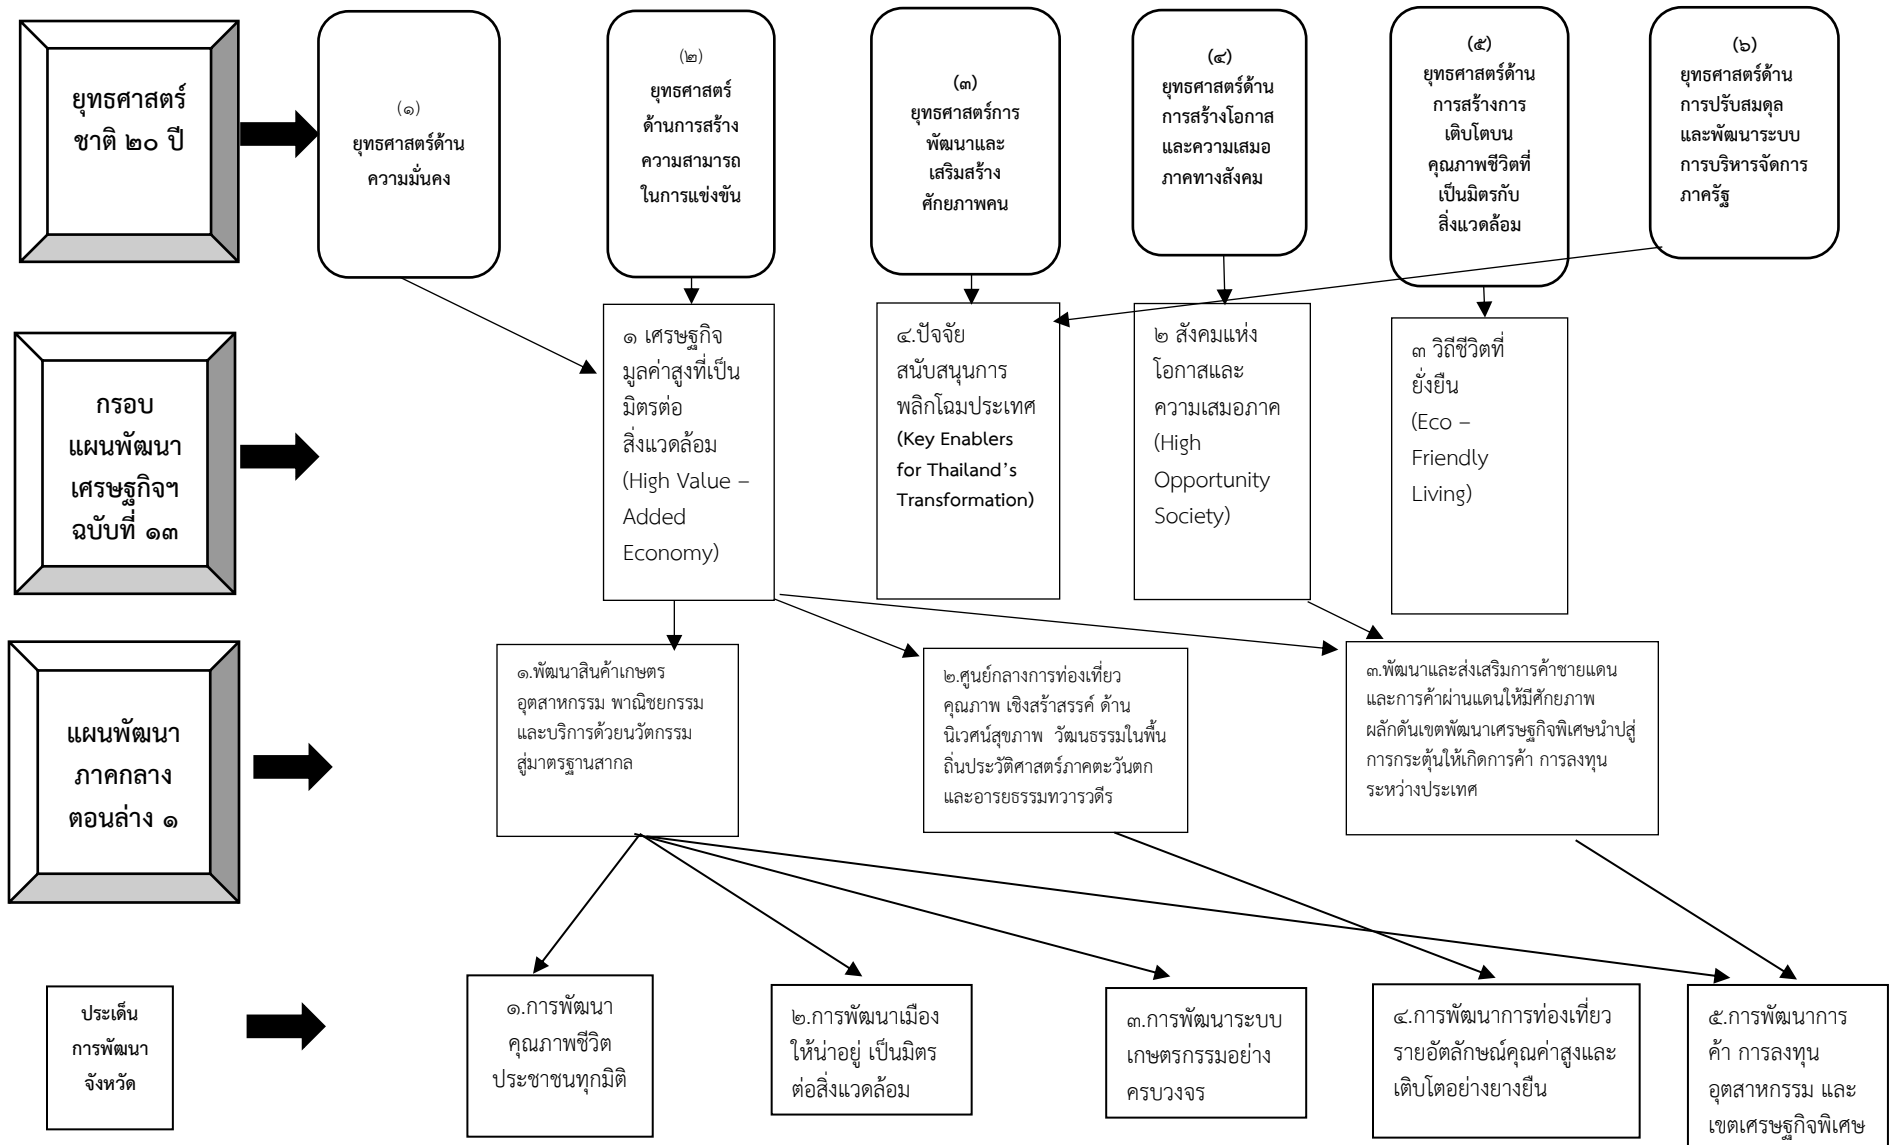 ยุทธศาสตร์
ชาติ ๒๐ ปี
(๑)
ยุทธศาสตร์ด้าน
ความมั่นคง
(๒)
ยุทธศาสตร์
ด้านการสร้าง
ความสามารถ
ในการแข่งขัน
(๓)
ยุทธศาสตร์การ
พัฒนาและ
เสริมสร้าง
ศักยภาพคน
(๔)
ยุทธศาสตร์ด้าน
การสร้างโอกาส
และความเสมอ
ภาคทางสังคม
(๕)
ยุทธศาสตร์ด้าน
การสร้างการ
เติบโตบน
คุณภาพชีวิตที่
เป็นมิตรกับ
สิ่งแวดล้อม
(๖)
ยุทธศาสตร์ด้าน
การปรับสมดุล
และพัฒนาระบบ
การบริหารจัดการ
ภาครัฐ
กรอบ
แผนพัฒนา
เศรษฐกิจฯ
ฉบับที่ ๑๓
๑ เศรษฐกิจ
มูลค่าสูงที่เป็น
มิตรต่อ
สิ่งแวดล้อม
(High Value –
Added
Economy)
๔.ปัจจัย
สนับสนุนการ
พลิกโฉมประเทศ
(Key Enablers
for Thailand's
Transformation)
๒ สังคมแห่ง
โอกาสและ
ความเสมอภาค
(High
Opportunity
Society)
๓ วิถีชีวิตที่
ยั่งยืน
(Eco –
Friendly
Living)
แผนพัฒนา
ภาคกลาง
ตอนล่าง ๑
๑.พัฒนาสินค้าเกษตร
อุตสาหกรรม พาณิชยกรรม
และบริการด้วยนวัตกรรม
สู่มาตรฐานสากล
๒.ศูนย์กลางการท่องเที่ยว
คุณภาพ เชิงสร้าสรรค์ ด้าน
นิเวศน์สุขภาพ วัฒนธรรมในพื้น
ถิ่นประวัติศาสตร์ภาคตะวันตก
และอารยธรรมทวารวดีร
๓.พัฒนาและส่งเสริมการค้าชายแดน
และการค้าผ่านแดนให้มีศักยภาพ
ผลักดันเขตพัฒนาเศรษฐกิจพิเศษนำปสู่
การกระตุ้นให้เกิดการค้า การลงทุน
ระหว่างประเทศ
ประเด็น
การพัฒนา
จังหวัด
๑.การพัฒนา
คุณภาพชีวิต
ประชาชนทุกมิติ
๒.การพัฒนาเมือง
ให้น่าอยู่ เป็นมิตร
ต่อสิ่งแวดล้อม
๓.การพัฒนาระบบ
เกษตรกรรมอย่าง
ครบวงจร
๔.การพัฒนาการท่องเที่ยว
รายอัตลักษณ์คุณค่าสูงและ
เติบโตอย่างยางยืน
๕.การพัฒนาการ
ค้า การลงทุน
อุตสาหกรรม และ
เขตเศรษฐกิจพิเศษ